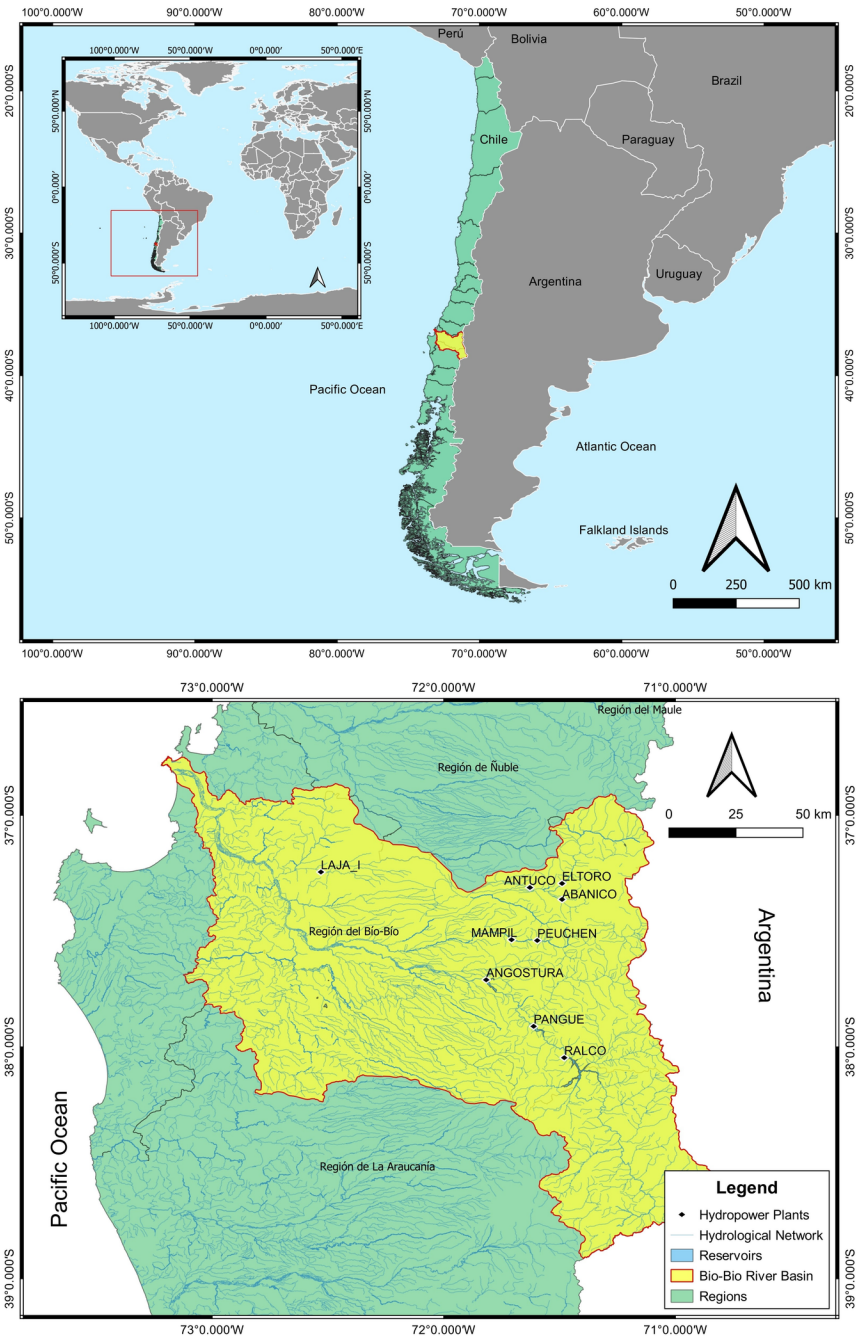 100°0.000'W 90°0.000'W 80°0.000'W 70°0.000'W 60°0.000'W 50°0.000'W
100°0.000'W 50°0.000'W 0°0.000' 50°0.000'E
50°0.000'N
0°0.000'
50°0.000'S
50°0.000'N
0°0.000'
50°0.000'S
100°0.000'W 50°0.000'W 0°0.000' 50°0.000'E
20°0.000'S
30°0.000'S
40°0.000'S
50°0.000'S
Perú
Bolivia
Brazil
Chile
Paraguay
Argentina
Uruguay
Pacific Ocean
Atlantic Ocean
Falkland Islands
0 250 500 km
20°0.000'S
30°0.000'S
40°0.000'S
50°0.000'S
100°0.000'W 90°0.000'W 80°0.000'W 70°0.000'W 60°0.000'W 50°0.000'W
73°0.000'W 72°0.000'W 71°0.000'W
Región del Maule
Región de Ñuble
0 25 50 km
37°0.000'S
38°0.000'S
39°0.000'S
37°0.000'S
38°0.000'S
39°0.000'S
LAJA_I
ANTUCO
ELTORO
ABANICO
Región del Bío-Bío
MAMPIL
PEUCHEN
ANGOSTURA
PANGUE
RALCO
Argentina
Pacific Ocean
Región de La Araucanía
Legend
Hydropower Plants
Hydrological Network
Reservoirs
Bio-Bio River Basin
Regions
73°0.000'W 72°0.000'W 71°0.000'W